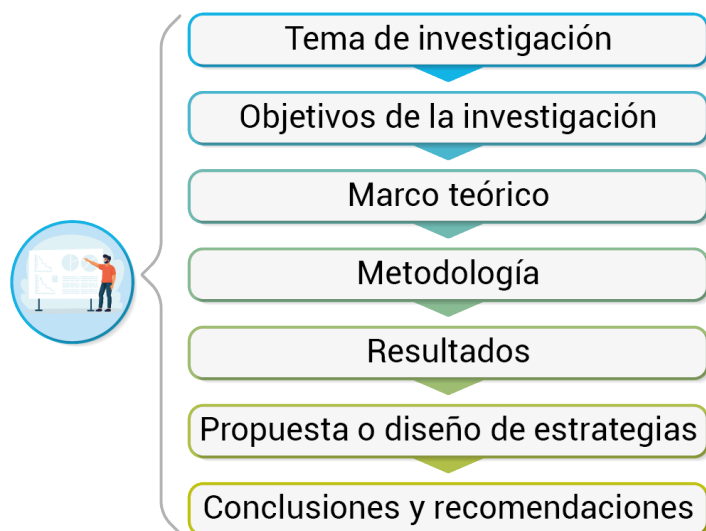 Tema de investigación
Objetivos de la investigación
Marco teórico
Metodología
Resultados
Propuesta o diseño de estrategias
Conclusiones y recomendaciones